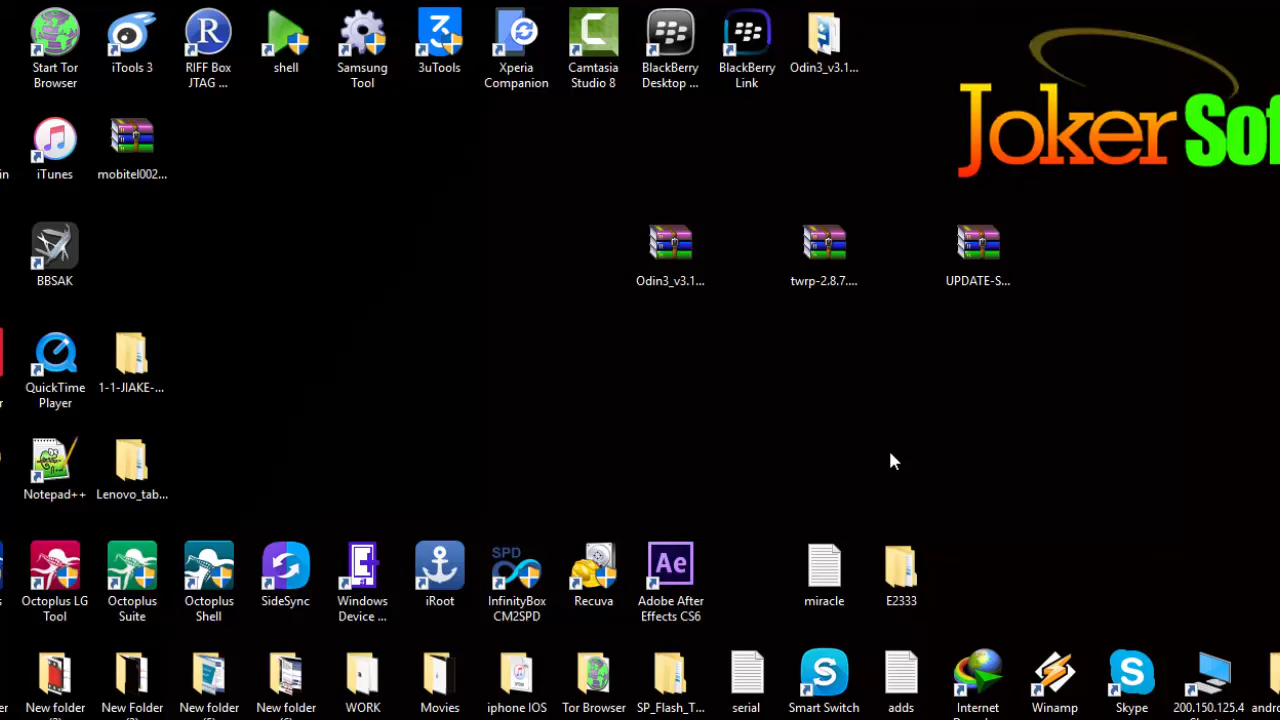 Start Tor
Browser
iTools 3
RIFF Box
JTAG ...
shell
Samsung
Tool
3uTools
Xperia
Companion
Camtasia
Studio 8
BlackBerry
Desktop ...
BlackBerry
Link
Odin3_v3.1...
Joker Sof
in
iTunes
mobitel002...
BBSAK
Odin3_v3.1...
twrp-2.8.7....
UPDATE-S...
r
QuickTime
Player
1-1-JIAKE-...
Notepad++
Lenovo_tab...
s
Octoplus LG
Tool
Octoplus
Suite
Octoplus
Shell
SideSync
Windows
Device ...
iRoot
SPD
InfinityBox
CM2SPD
Recuva
Ae
Adobe After
Effects CS6
miracle
E2333
er
New folder
New Folder
New folder
New folder
WORK
Movies
iphone IOS
Tor Browser
SP_Flash_T...
serial
Smart Switch
adds
Internet
Winamp
Skype
200.150.125.4
andro